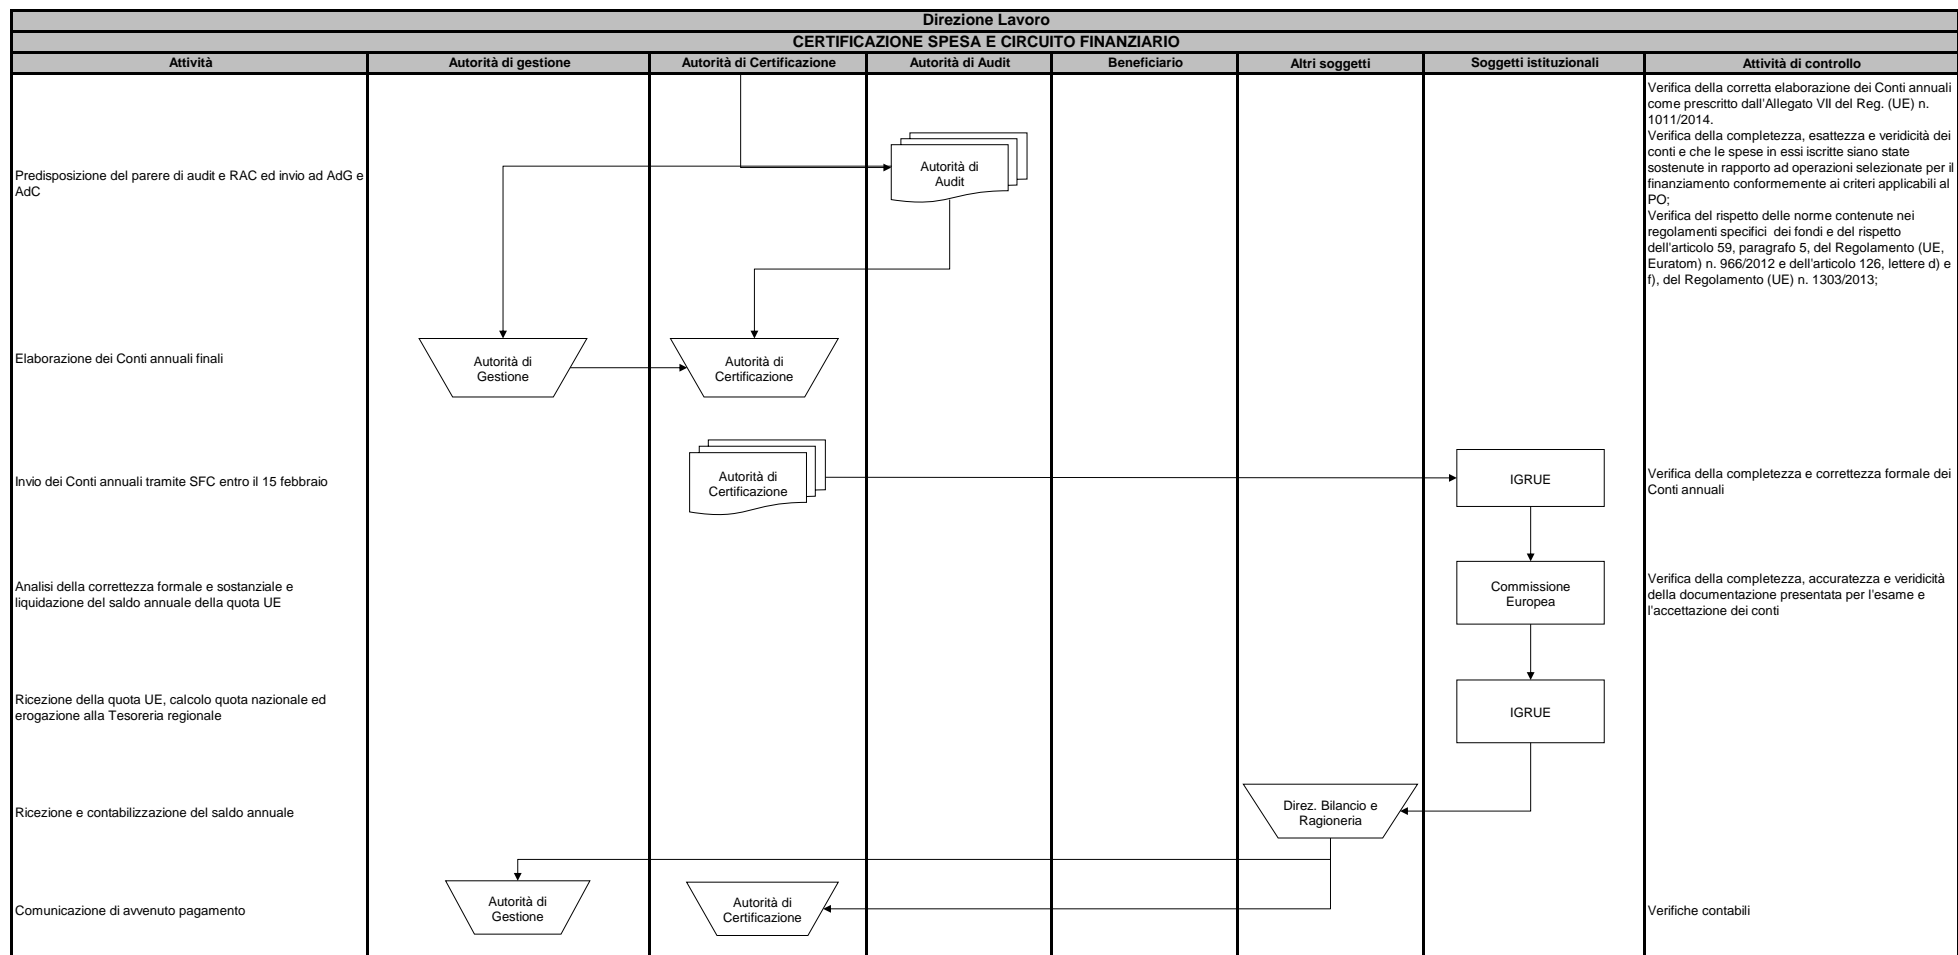 Direzione Lavoro
CERTIFICAZIONE SPESA E CIRCUITO FINANZIARIO
Attività
Autorità di gestione
Autorità di Certificazione
Autorità di Audit
Beneficiario
Altri soggetti
Soggetti istituzionali
Attività di controllo
Predisposizione del parere di audit e RAC ed invio ad AdG e
AdC
Autorità di
Audit
Verifica della corretta elaborazione dei Conti annuali
come prescritto dall'Allegato VII del Reg. (UE) n.
1011/2014.
Verifica della completezza, esattezza e veridicità dei
conti e che le spese in essi iscritte siano state
sostenute in rapporto ad operazioni selezionate per il
finanziamento conformemente ai criteri applicabili al
PO;
Verifica del rispetto delle norme contenute nei
regolamenti specifici dei fondi e del rispetto
dell'articolo 59, paragrafo 5, del Regolamento (UE,
Euratom) n. 966/2012 e dell'articolo 126, lettere d) e
f), del Regolamento (UE) n. 1303/2013;
Elaborazione dei Conti annuali finali
Autorità di
Gestione
Autorità di
Certificazione
Invio dei Conti annuali tramite SFC entro il 15 febbraio
Autorità di
Certificazione
IGRUE
Verifica della completezza e correttezza formale dei
Conti annuali
Analisi della correttezza formale e sostanziale e
liquidazione del saldo annuale della quota UE
Commissione
Europea
Verifica della completezza, accuratezza e veridicità
della documentazione presentata per l'esame e
l'accettazione dei conti
Ricezione della quota UE, calcolo quota nazionale ed
erogazione alla Tesoreria regionale
IGRUE
Ricezione e contabilizzazione del saldo annuale
Direz. Bilancio e
Ragioneria
Comunicazione di avvenuto pagamento
Autorità di
Gestione
Autorità di
Certificazione
Verifiche contabili